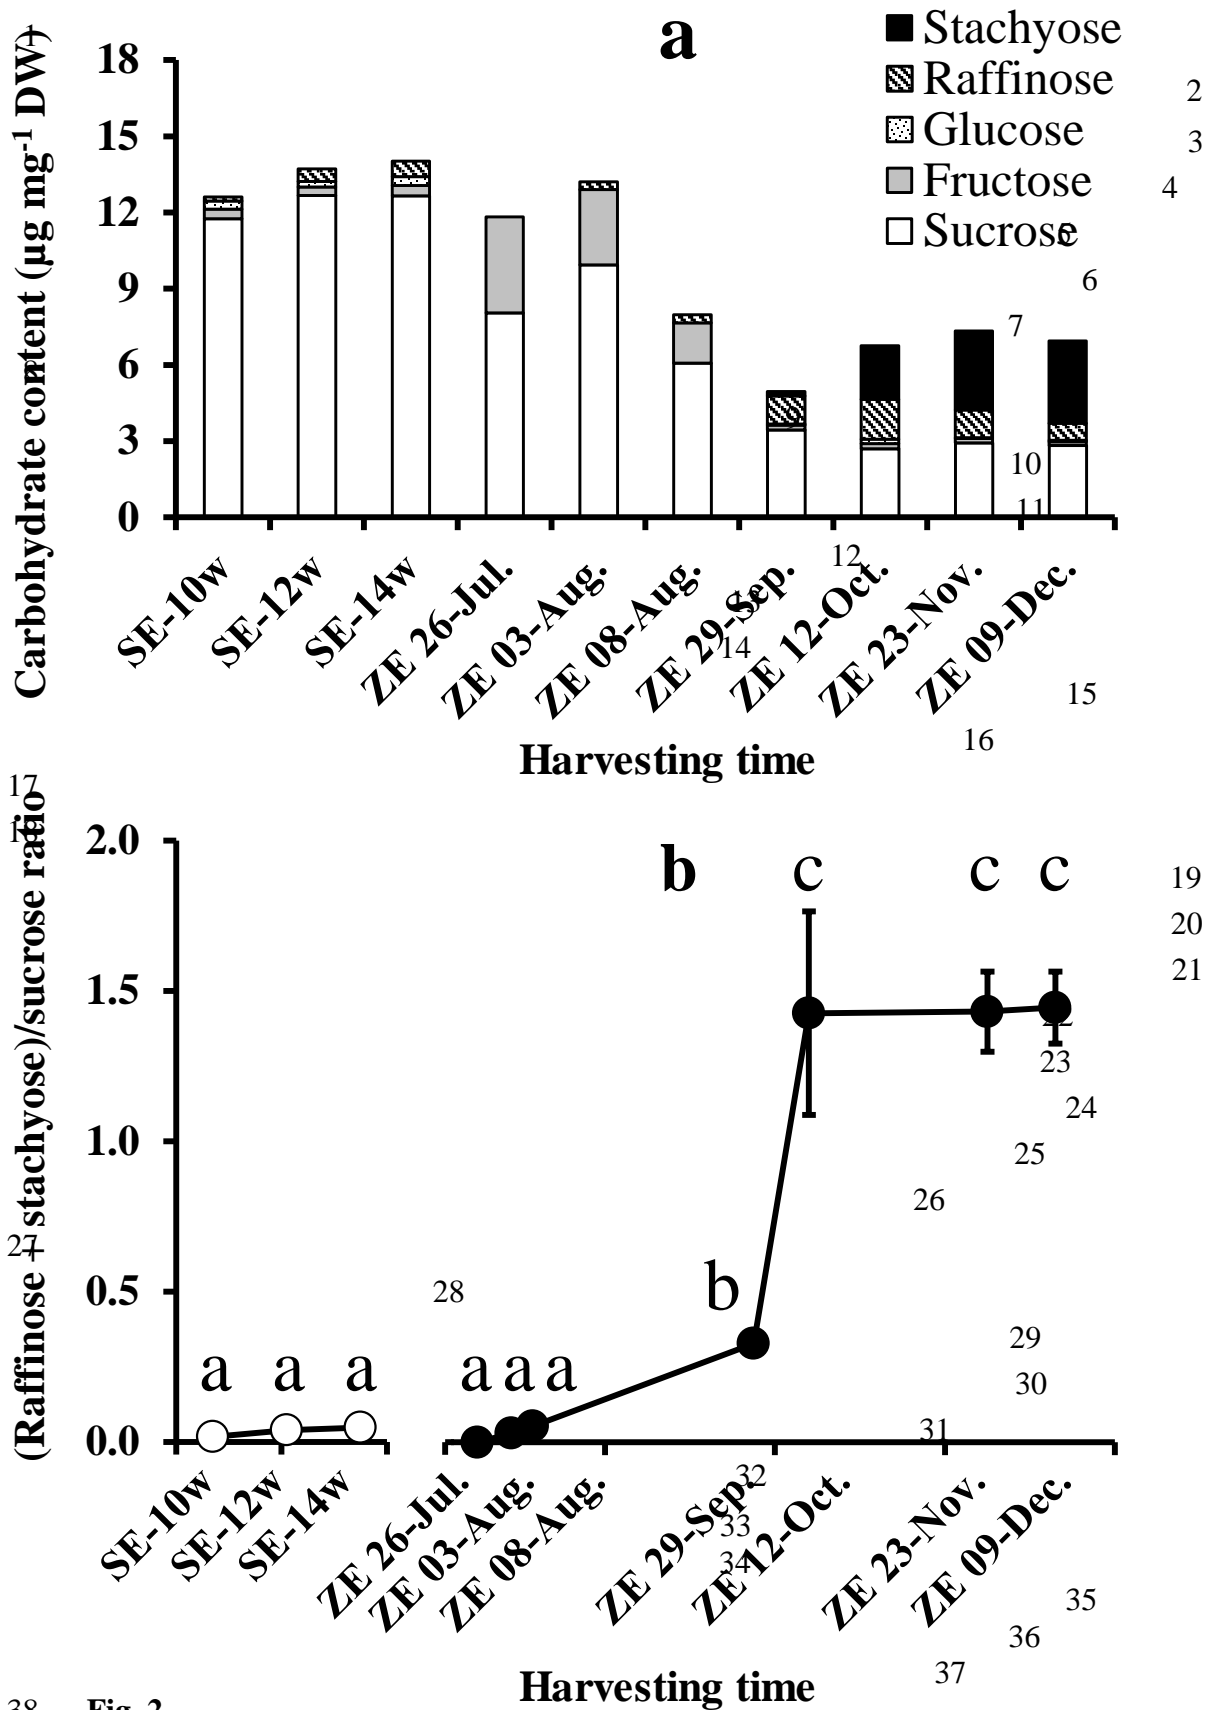 a
Stachyose
Raffinose
Glucose
Fructose
Sucrose
Carbohydrate content (µg mg-1 DW)
18
15
12
9
6
3
0
2
3
4
5
6
7
10
11
12
13
14
15
16
SE-10w
SE-12w
SE-14w
ZE 26-Jul.
ZE 03-Aug.
ZE 08-Aug.
ZE 29-Sep.
ZE 12-Oct.
ZE 23-Nov.
ZE 09-Dec.
Harvesting time
17
b
(Raffinose + stachyose)/sucrose ratio
2.0
1.5
1.0
0.5
0.0
c c c
b
a a a a a a
19
20
21
22
23
24
25
26
27
28
29
30
31
32
33
34
35
36
37
SE-10w
SE-12w
SE-14w
ZE 26-Jul.
ZE 03-Aug.
ZE 08-Aug.
ZE 29-Sep.
ZE 12-Oct.
ZE 23-Nov.
ZE 09-Dec.
Harvesting time
38 Fig. 2